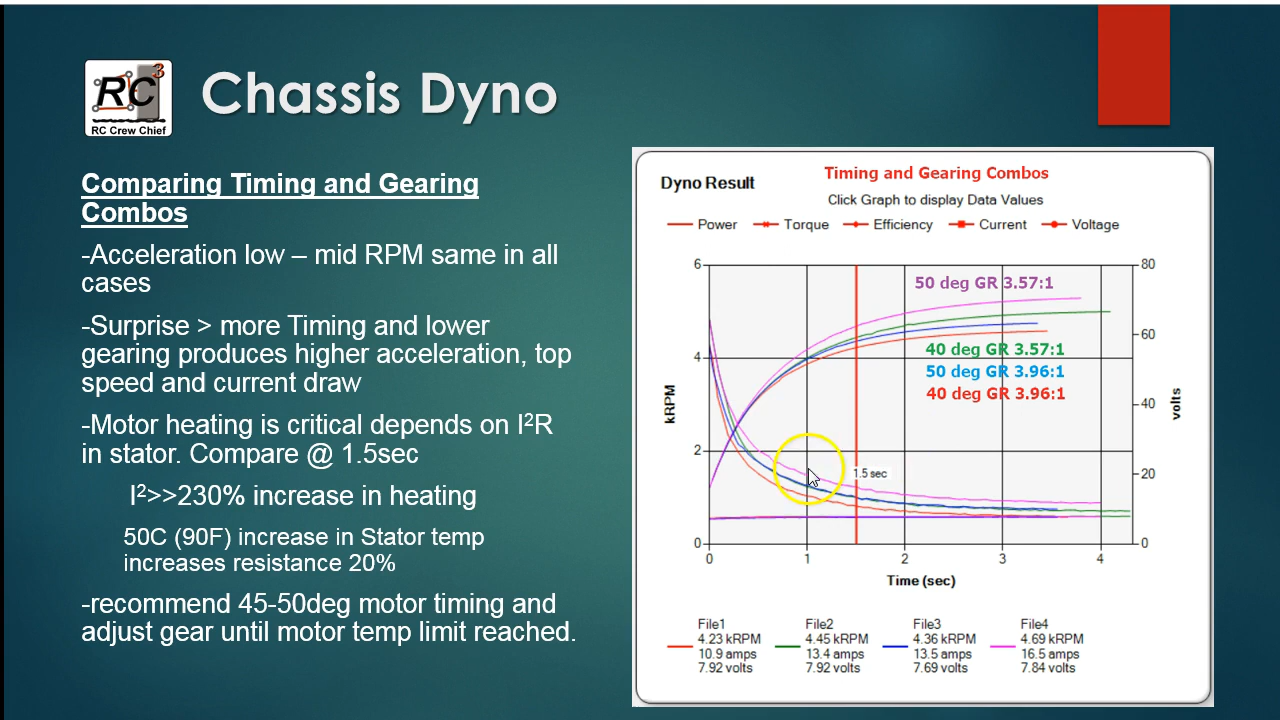 RC3
RC Crew Chief
Chassis Dyno
Comparing Timing and Gearing
Combos
-Acceleration low – mid RPM same in all
cases
-Surprise > more Timing and lower
gearing produces higher acceleration, top
speed and current draw
-Motor heating is critical depends on I²R
in stator. Compare @ 1.5sec
I²>>230% increase in heating
50C (90F) increase in Stator temp
increases resistance 20%
-recommend 45-50deg motor timing and
adjust gear until motor temp limit reached.
Timing and Gearing Combos
Dyno Result
Click Graph to display Data Values
Power Torque Efficiency Current Voltage
6 80
50 deg GR 3.57:1
60
4 40 deg GR 3.57:1
50 deg GR 3.96:1
40 deg GR 3.96:1
kRPM 40 volts
2 1.5 sec 20
0 0
0 1 2 3 4
Time (sec)
File1 File2 File3 File4
4.23 kRPM 4.45 kRPM 4.36 kRPM 4.69 kRPM
10.9 amps 13.4 amps 13.5 amps 16.5 amps
7.92 volts 7.92 volts 7.69 volts 7.84 volts